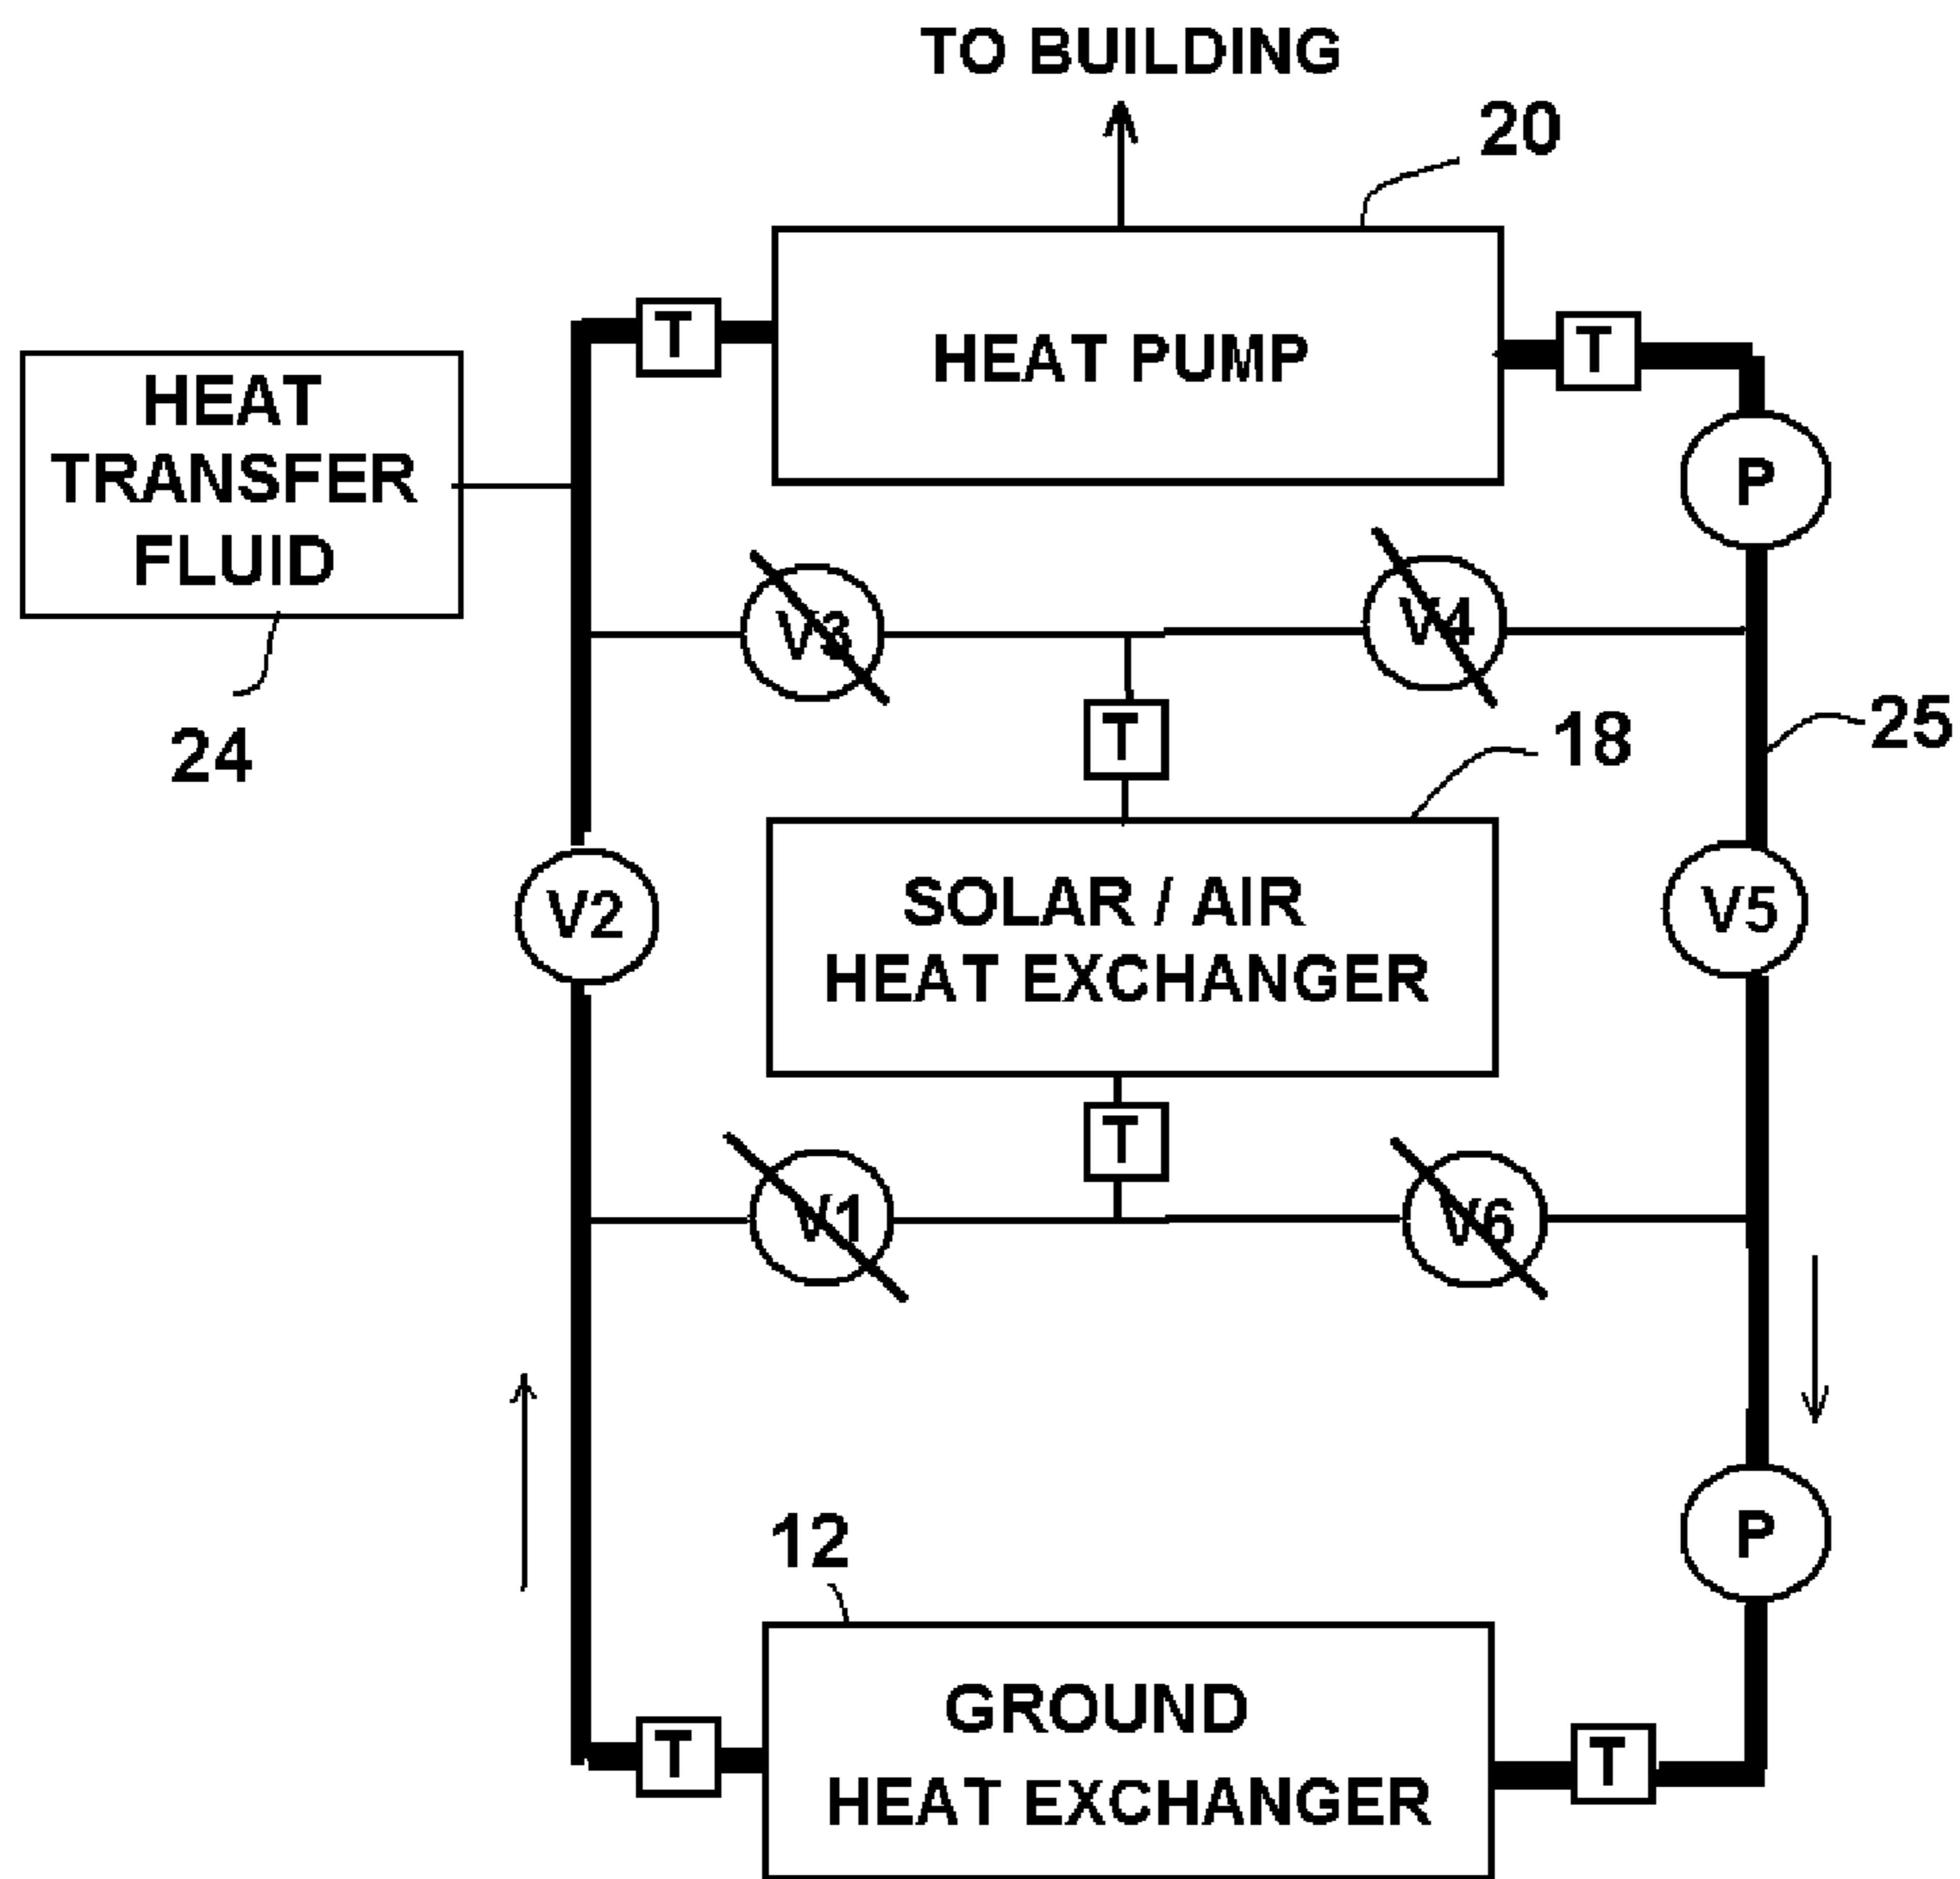 TO BUILDING
20
T
HEAT PUMP
T
HEAT
TRANSFER
FLUID
P
V3
V4
24
T
18
25
SOLAR / AIR
HEAT EXCHANGER
V2
V5
T
V1
V6
12
P
GROUND
HEAT EXCHANGER
T
T